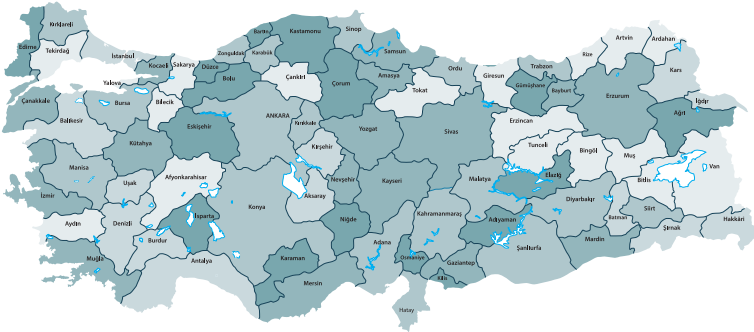 Kırklareli
Edirne
Tekirdağ
İstanbul
Kocaeli
Yalova
Sakarya
Düzce
Zonguldak
Bartın
Karabük
Kastamonu
Sinop
Samsun
Bolu
Çankırı
Çorum
Amasya
Tokat
Ordu
Giresun
Trabzon
Gümüşhane
Bayburt
Rize
Artvin
Ardahan
Kars
Iğdır
Ağrı
Erzurum
Erzincan
Çanakkale
Balıkesir
Bursa
Bilecik
Eskişehir
Kütahya
ANKARA
Kırıkkale
Kırşehir
Yozgat
Sivas
Tunceli
Bingöl
Muş
Van
Bitlis
Manisa
İzmir
Uşak
Afyonkarahisar
Konya
Aksaray
Nevşehir
Kayseri
Malatya
Elazığ
Diyarbakır
Batman
Siirt
Şırnak
Hakkâri
Aydın
Denizli
Burdur
Isparta
Muğla
Antalya
Karaman
Mersin
Niğde
Adana
Kahramanmaraş
Osmaniye
Adıyaman
Gaziantep
Kilis
Şanlıurfa
Mardin
Hatay